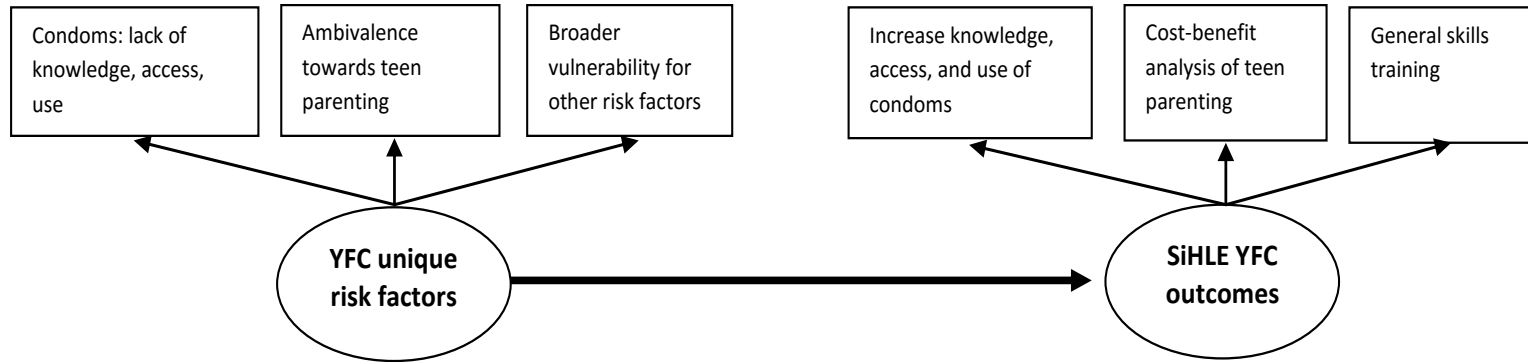 Condoms: lack of
knowledge, access,
use
Ambivalence
towards teen
parenting
Broader
vulnerability for
other risk factors
Increase knowledge,
access, and use of
condoms
Cost-benefit
analysis of teen
parenting
General skills
training
YFC unique
risk factors
SiHLE YFC
outcomes